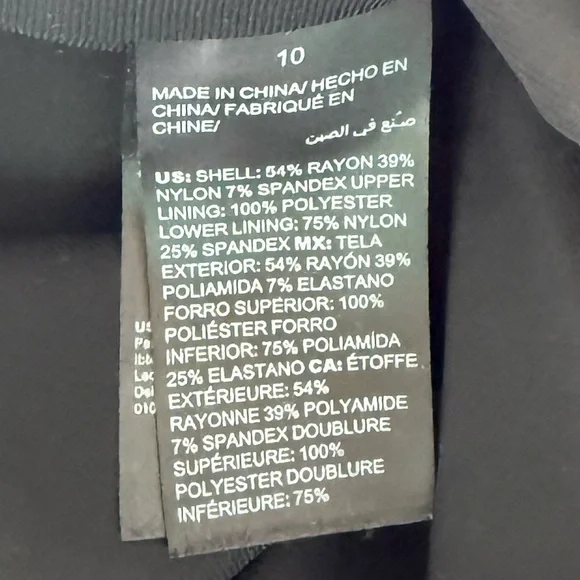 10
MADE IN CHINA/ HECHO EN
CHINA/ FABRIQUÉ EN
CHINE/
صنع في الصين
US: SHELL: 54% RAYON 39%
NYLON 7% SPANDEX UPPER
LINING: 100% POLYESTER
LOWER LINING: 75% NYLON
25% SPANDEX MX: TELA
EXTERIOR: 54% RAYÓN 39%
POLIAMIDA 7% ELASTANO
FORRO SUPERIOR: 100%
POLIÉSTER FORRO
INFERIOR: 75% POLIAMÍDA
25% ELASTANO CA: ÉTOFFE
EXTÉRIEURE: 54%
RAYONNE 39% POLYAMIDE
7% SPANDEX DOUBLURE
SUPÉRIEURE: 100%
POLYESTER DOUBLURE
INFÉRIEURE: 75%
US
010